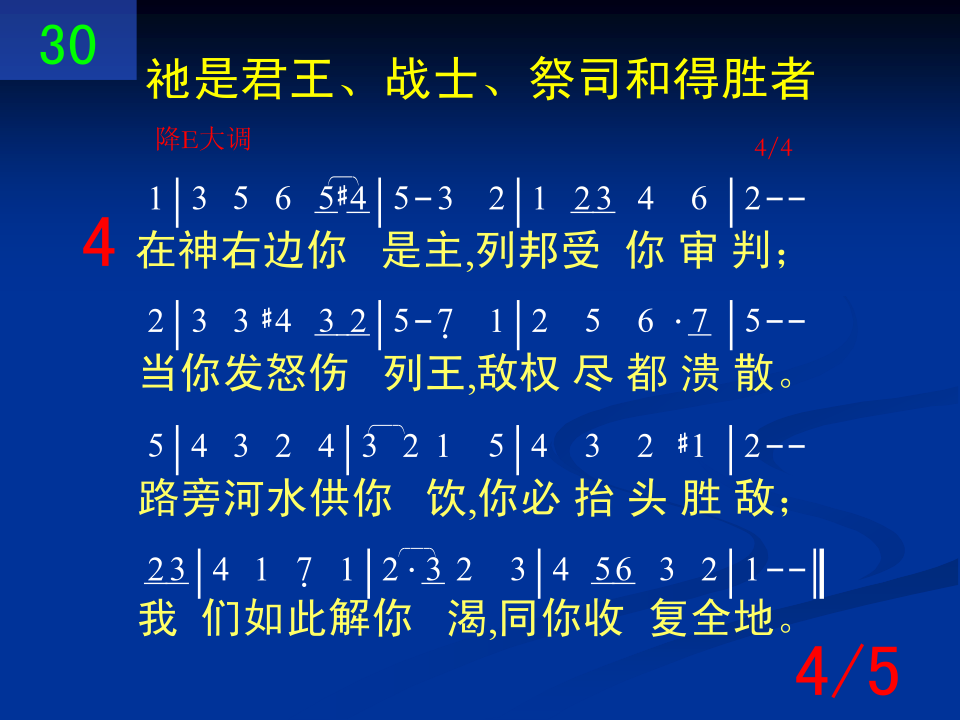 30
祂是君王、战士、祭司和得胜者
降E大调
4/4
1|3 5 6 5#4|5-3 2|1 23 4 6|2--
4
在神右边你 是主,列邦受 你审判；
2|3 3 #4 3 2|5-7̣ 1|2 5 6·7|5--
当你发怒伤 列王,敌权尽都溃散。
5|4 3 2 4|3 2 1 5|4 3 2 #1|2--
路旁河水供你 饮,你必抬头胜敌；
23|4 1 7̣ 1|2·3 2 3|4 56 3 2|1--‖
我 们如此解你 渴,同你收 复全地。
4/5